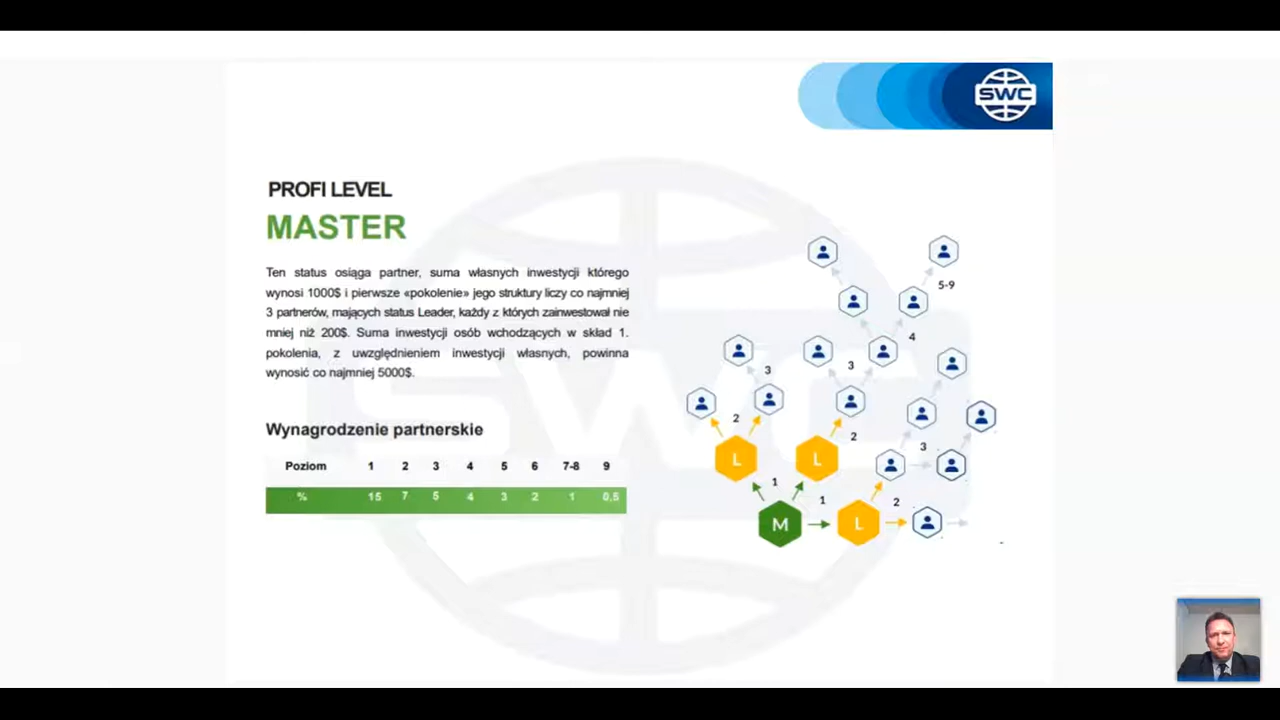 SWC
PROFI LEVEL
MASTER
Ten status osiąga partner, suma własnych inwestycji którego
wynosi 1000$ i pierwsze «pokolenie» jego struktury liczy co najmniej
3 partnerów, mających status Leader, każdy z których zainwestował nie
mniej niż 200$. Suma inwestycji osób wchodzących w skład 1.
pokolenia, z uwzględnieniem inwestycji własnych, powinna
wynosić co najmniej 5000$.
Wynagrodzenie partnerskie
Poziom 1 2 3 4 5 6 7-8 9
% 15 7 5 4 3 2 1 0,5
5-9
4
3
3
2
2
3
L
L
1
1
2
M
L
SWC